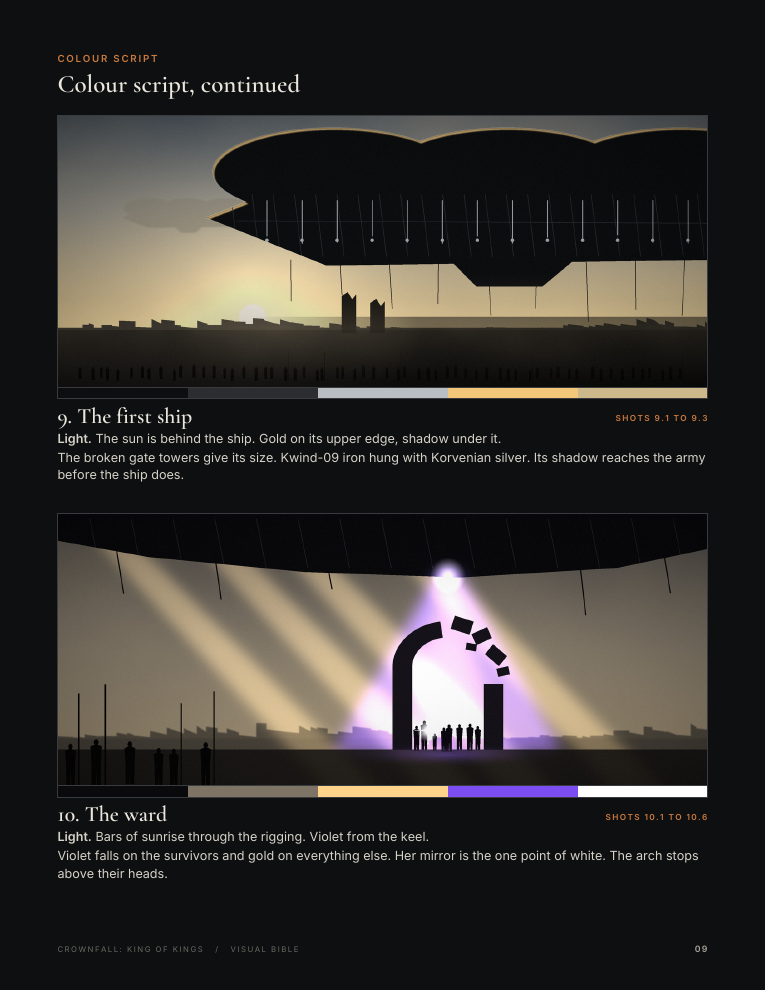 COLOUR SCRIPT
Colour script, continued
9. The first ship
SHOTS 9.1 TO 9.3
Light. The sun is behind the ship. Gold on its upper edge, shadow under it.
The broken gate towers give its size. Kwind-09 iron hung with Korvenian silver. Its shadow reaches the army
before the ship does.
10. The ward
SHOTS 10.1 TO 10.6
Light. Bars of sunrise through the rigging. Violet from the keel.
Violet falls on the survivors and gold on everything else. Her mirror is the one point of white. The arch stops
above their heads.
CROWNFALL: KING OF KINGS / VISUAL BIBLE
09